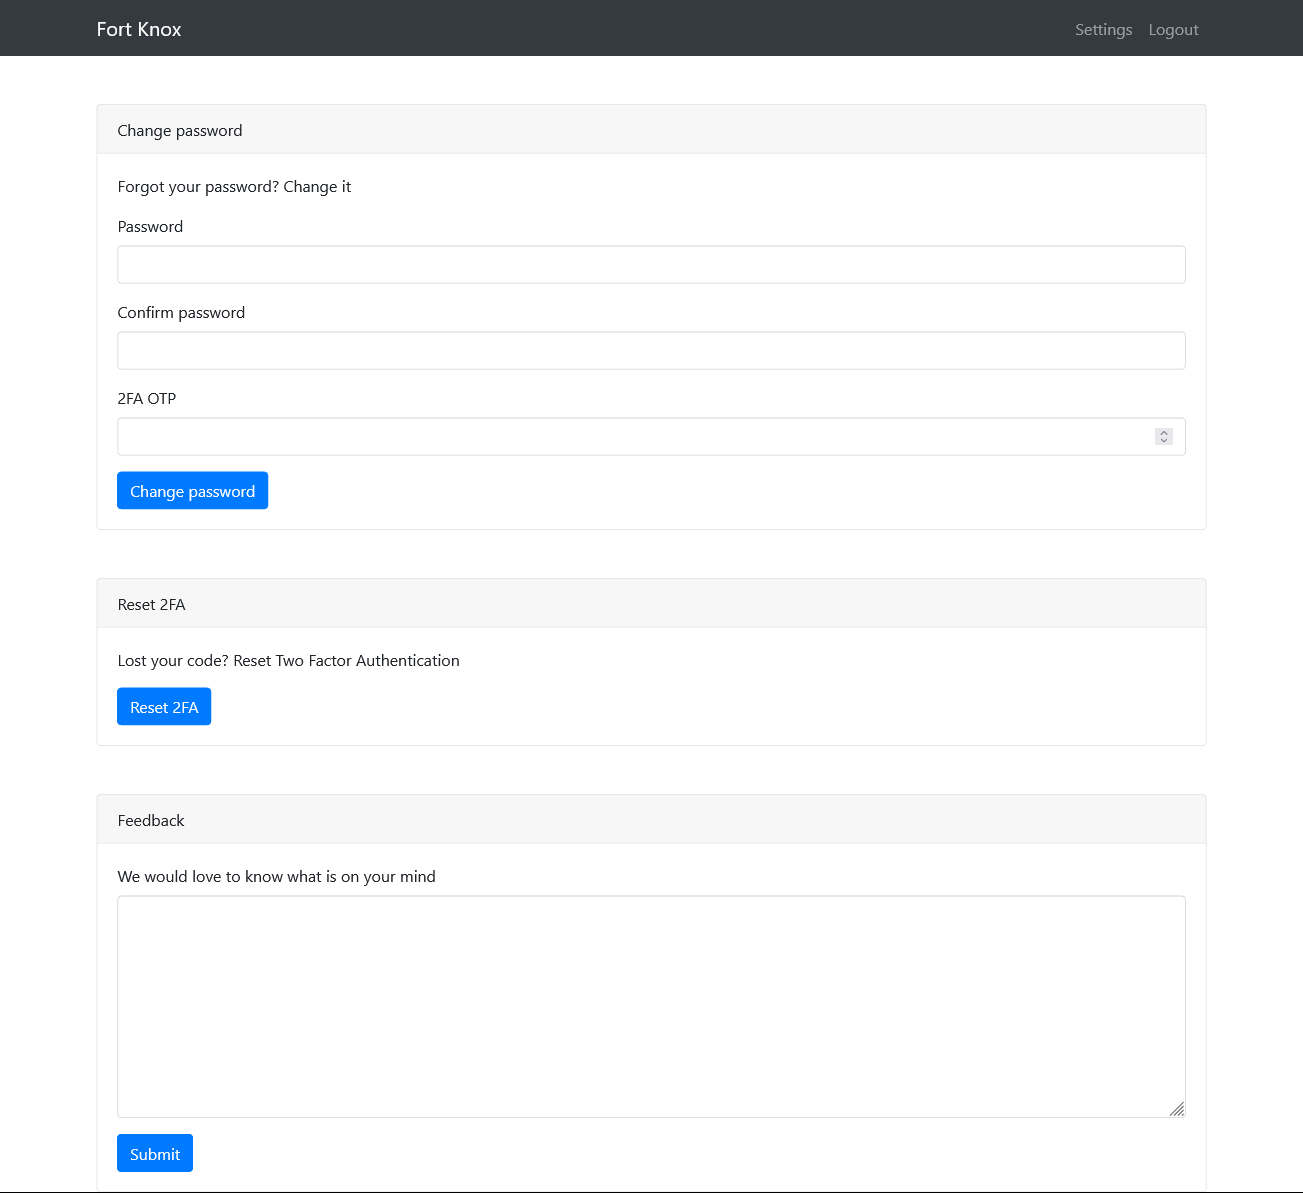 Fort Knox
Settings Logout
Change password
Forgot your password? Change it
Password
Confirm password
2FA OTP
Change password
Reset 2FA
Lost your code? Reset Two Factor Authentication
Reset 2FA
Feedback
We would love to know what is on your mind
Submit